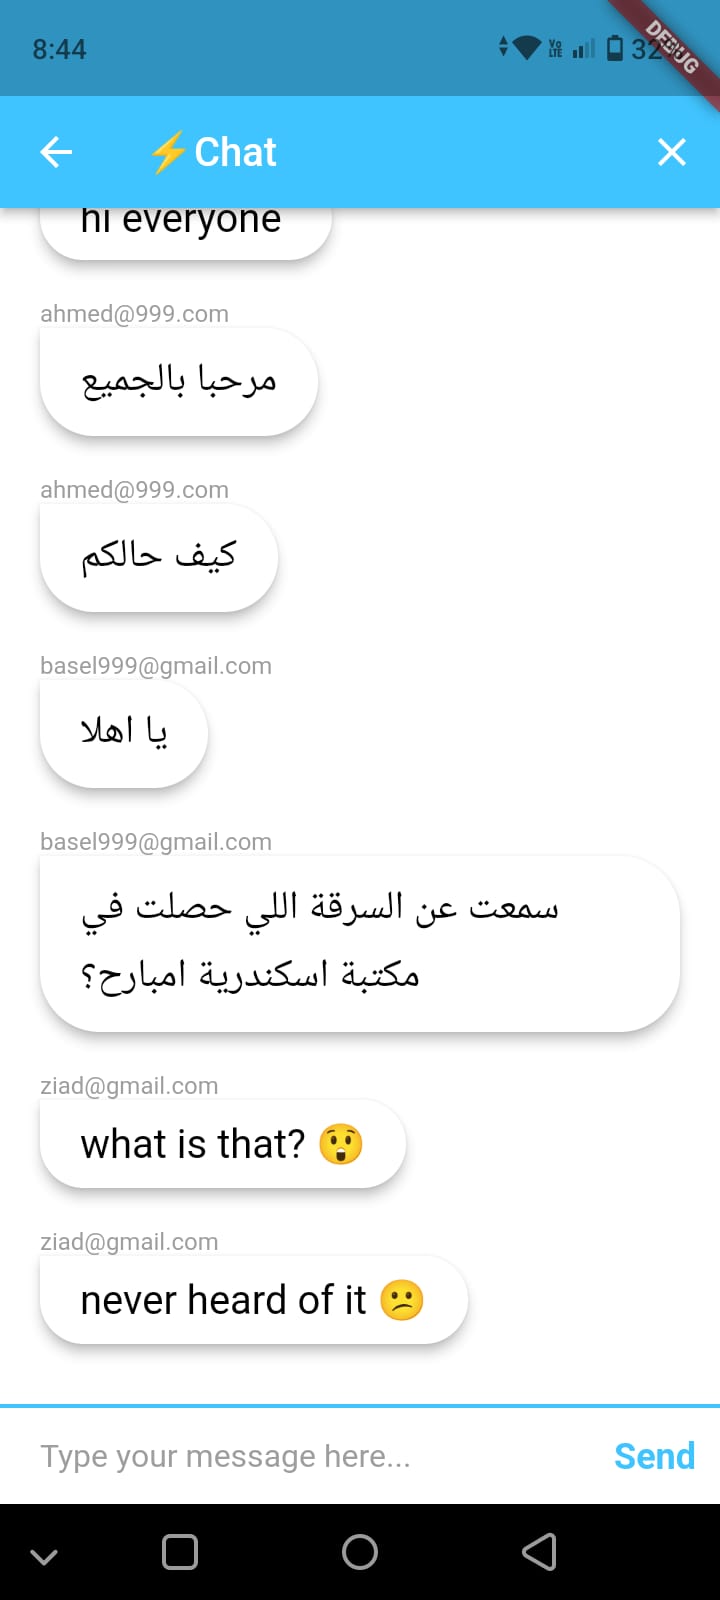 8:44
Vo LTE
32%
DEBUG
⚡Chat
hi everyone
ahmed@999.com
مرحبا بالجميع
ahmed@999.com
كيف حالكم
basel999@gmail.com
يا اهلا
basel999@gmail.com
سمعت عن السرقة اللي حصلت في
مكتبة اسكندرية امبارح؟
ziad@gmail.com
what is that? 😲
ziad@gmail.com
never heard of it 😕
Type your message here...
Send